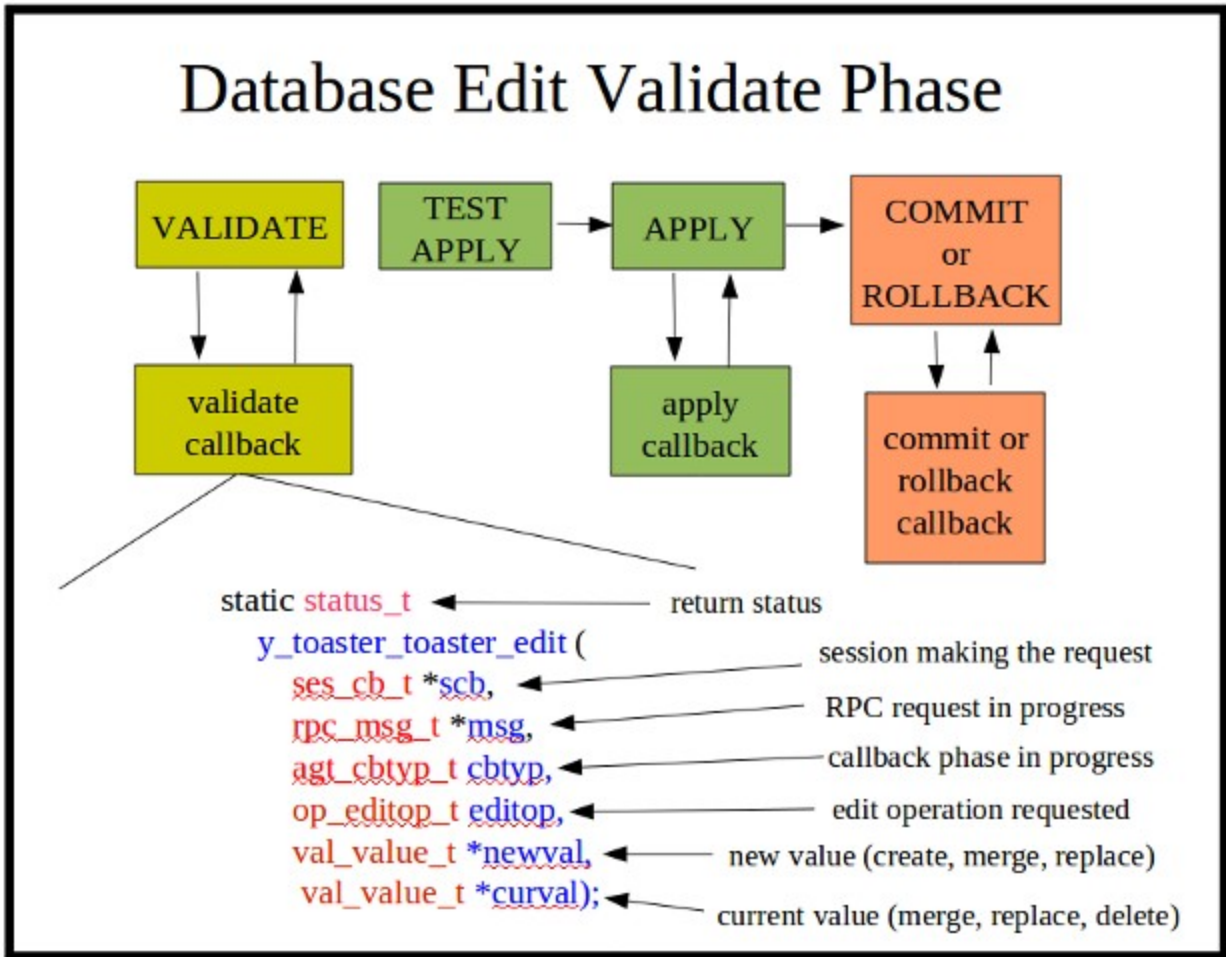 Database Edit Validate Phase
VALIDATE
TEST
APPLY
APPLY
COMMIT
or
ROLLBACK
validate
callback
apply
callback
commit or
rollback
callback
static status_t
return status
y_toaster_toaster_edit (
session making the request
ses_cb_t *scb,
RPC request in progress
rpc_msg_t *msg,
callback phase in progress
agt_cbtyp_t cbtyp,
edit operation requested
op_editop_t editop,
new value (create, merge, replace)
val_value_t *newval,
current value (merge, replace, delete)
val_value_t *curval);